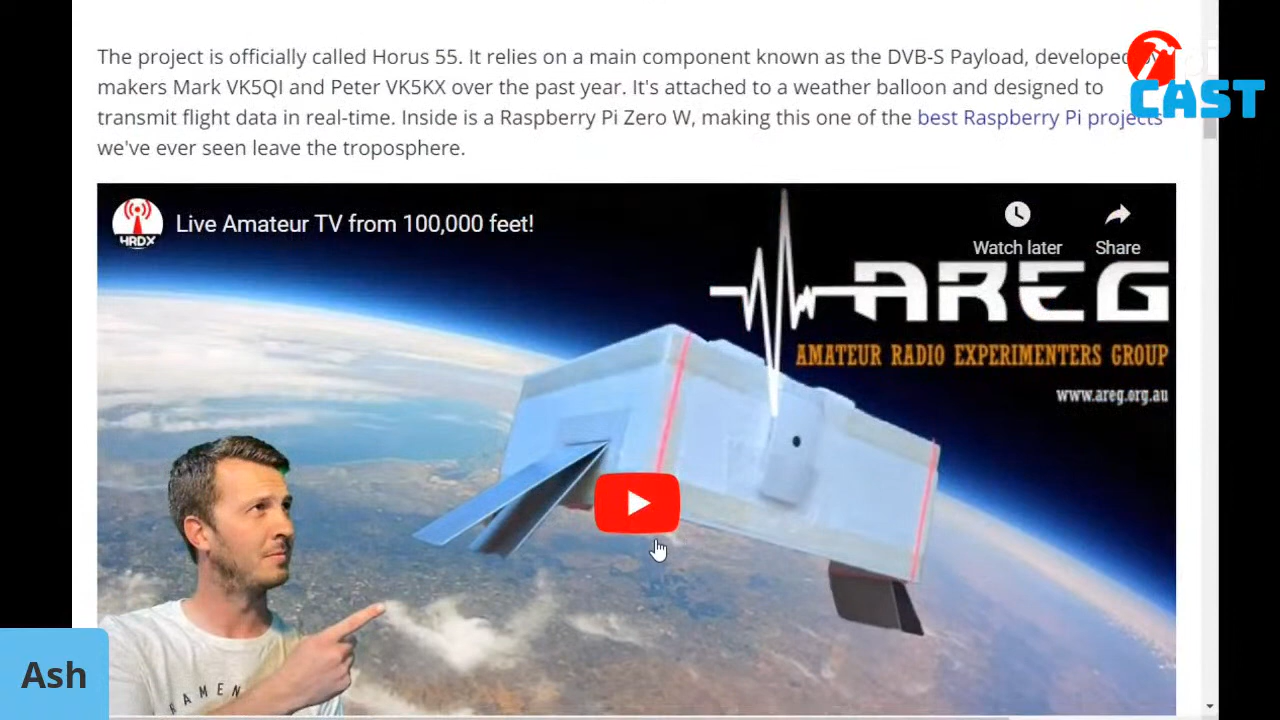 The project is officially called Horus 55. It relies on a main component known as the DVB-S Payload, developed by
makers Mark VK5QI and Peter VK5KX over the past year. It's attached to a weather balloon and designed to
transmit flight data in real-time. Inside is a Raspberry Pi Zero W, making this one of the best Raspberry Pi projects
we've ever seen leave the troposphere.
Pi
CAST
HRDX
Live Amateur TV from 100,000 feet!
Watch later
Share
AREG
AMATEUR RADIO EXPERIMENTERS GROUP
www.areg.org.au
RAMEN
Ash